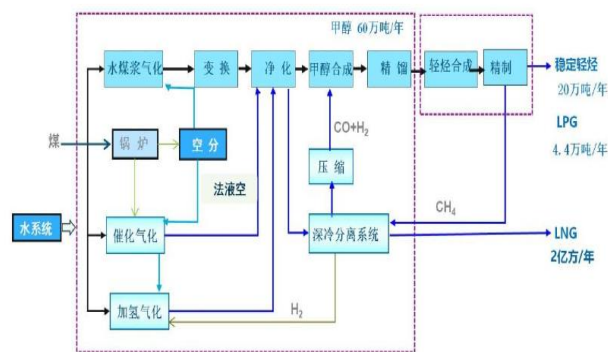 甲醇 60万吨/年
水煤浆气化
变换
净化
甲醇合成
精馏
轻烃合成
精制
稳定轻烃
20万吨/年
LPG
4.4万吨/年
CO+H₂
煤
锅炉
空分
压缩
法液空
CH₄
水系统
催化气化
深冷分离系统
LNG
2亿方/年
加氢气化
H₂